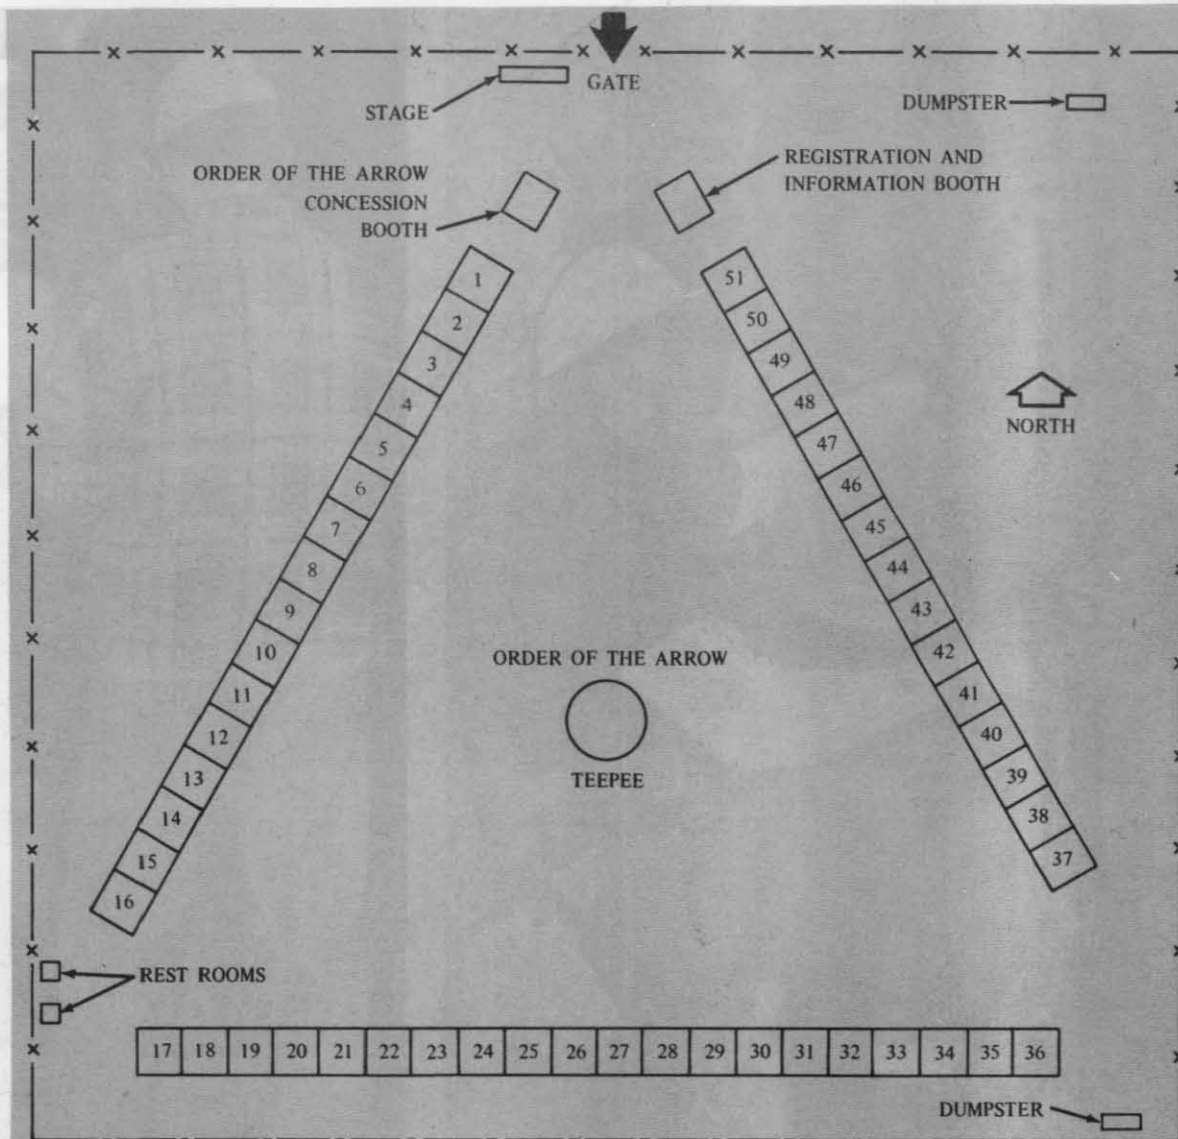 GATE
STAGE
DUMPSTER
ORDER OF THE ARROW
CONCESSION
BOOTH
REGISTRATION AND
INFORMATION BOOTH
1
2
3
4
5
6
7
8
9
10
11
12
13
14
15
16
51
50
49
48
47
46
45
44
43
42
41
40
39
38
37
NORTH
ORDER OF THE ARROW
TEEPEE
REST ROOMS
17 18 19 20 21 22 23 24 25 26 27 28 29 30 31 32 33 34 35 36
DUMPSTER